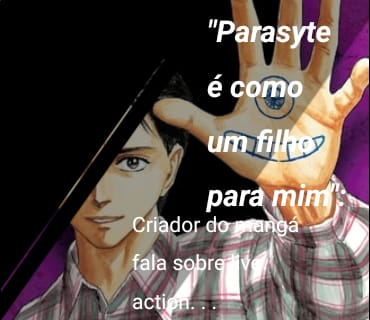 "Parasyte
é como
um filho
para mim":
Criador do mangá
fala sobre live
action. . .